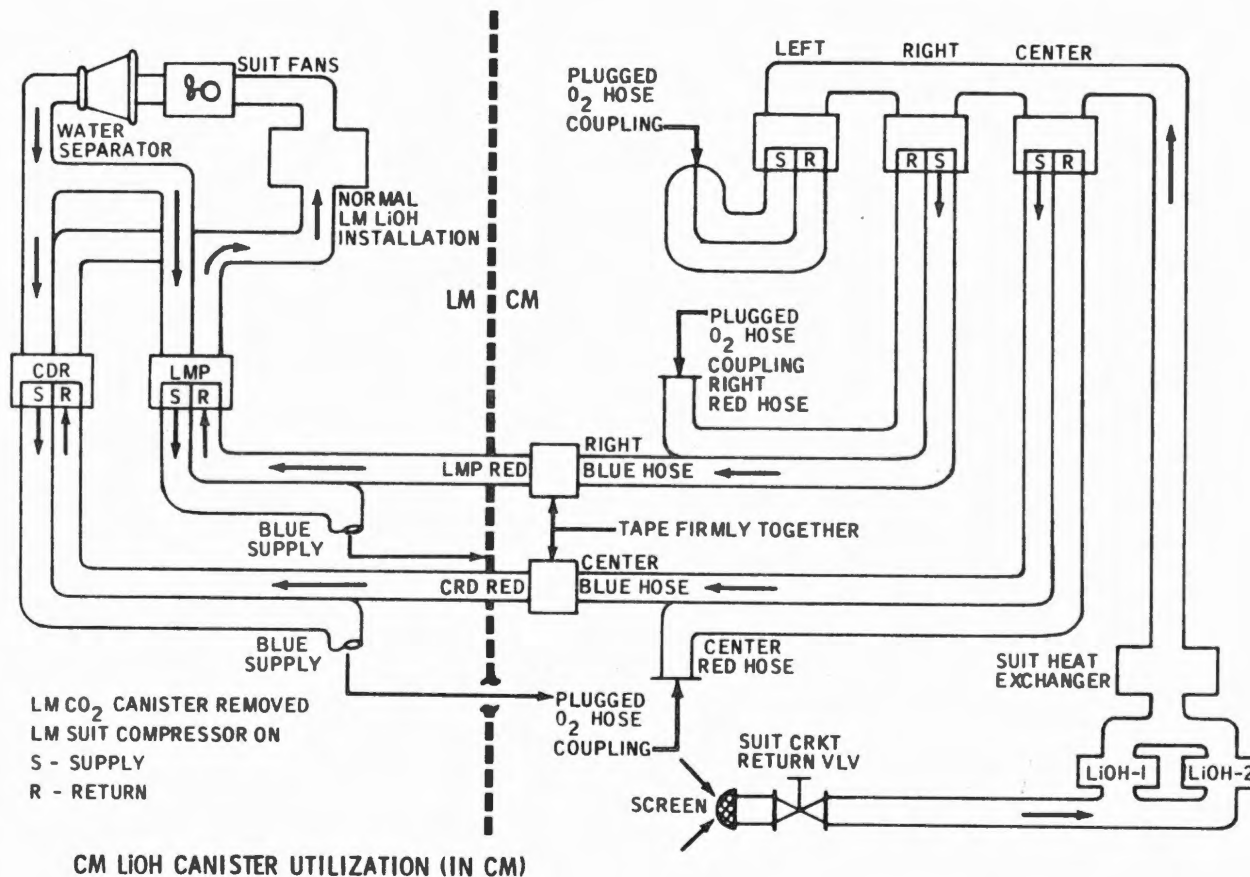 SUIT FANS
WATER
SEPARATOR
NORMAL
LM LiOH
INSTALLATION
LM
CM
CDR
S R
LMP
S R
LEFT
RIGHT
CENTER
PLUGGED
O2 HOSE
COUPLING
S R
R S
S R
PLUGGED
O2 HOSE
COUPLING
RIGHT
RED HOSE
LMP RED
RIGHT
BLUE HOSE
BLUE
SUPPLY
TAPE FIRMLY TOGETHER
CRD RED
CENTER
BLUE HOSE
BLUE
SUPPLY
CENTER
RED HOSE
PLUGGED
O2 HOSE
COUPLING
SUIT HEAT
EXCHANGER
LiOH-1
LiOH-2
SUIT CRKT
RETURN VLV
SCREEN
LM CO2 CANISTER REMOVED
LM SUIT COMPRESSOR ON
S - SUPPLY
R - RETURN
CM LiOH CANISTER UTILIZATION (IN CM)